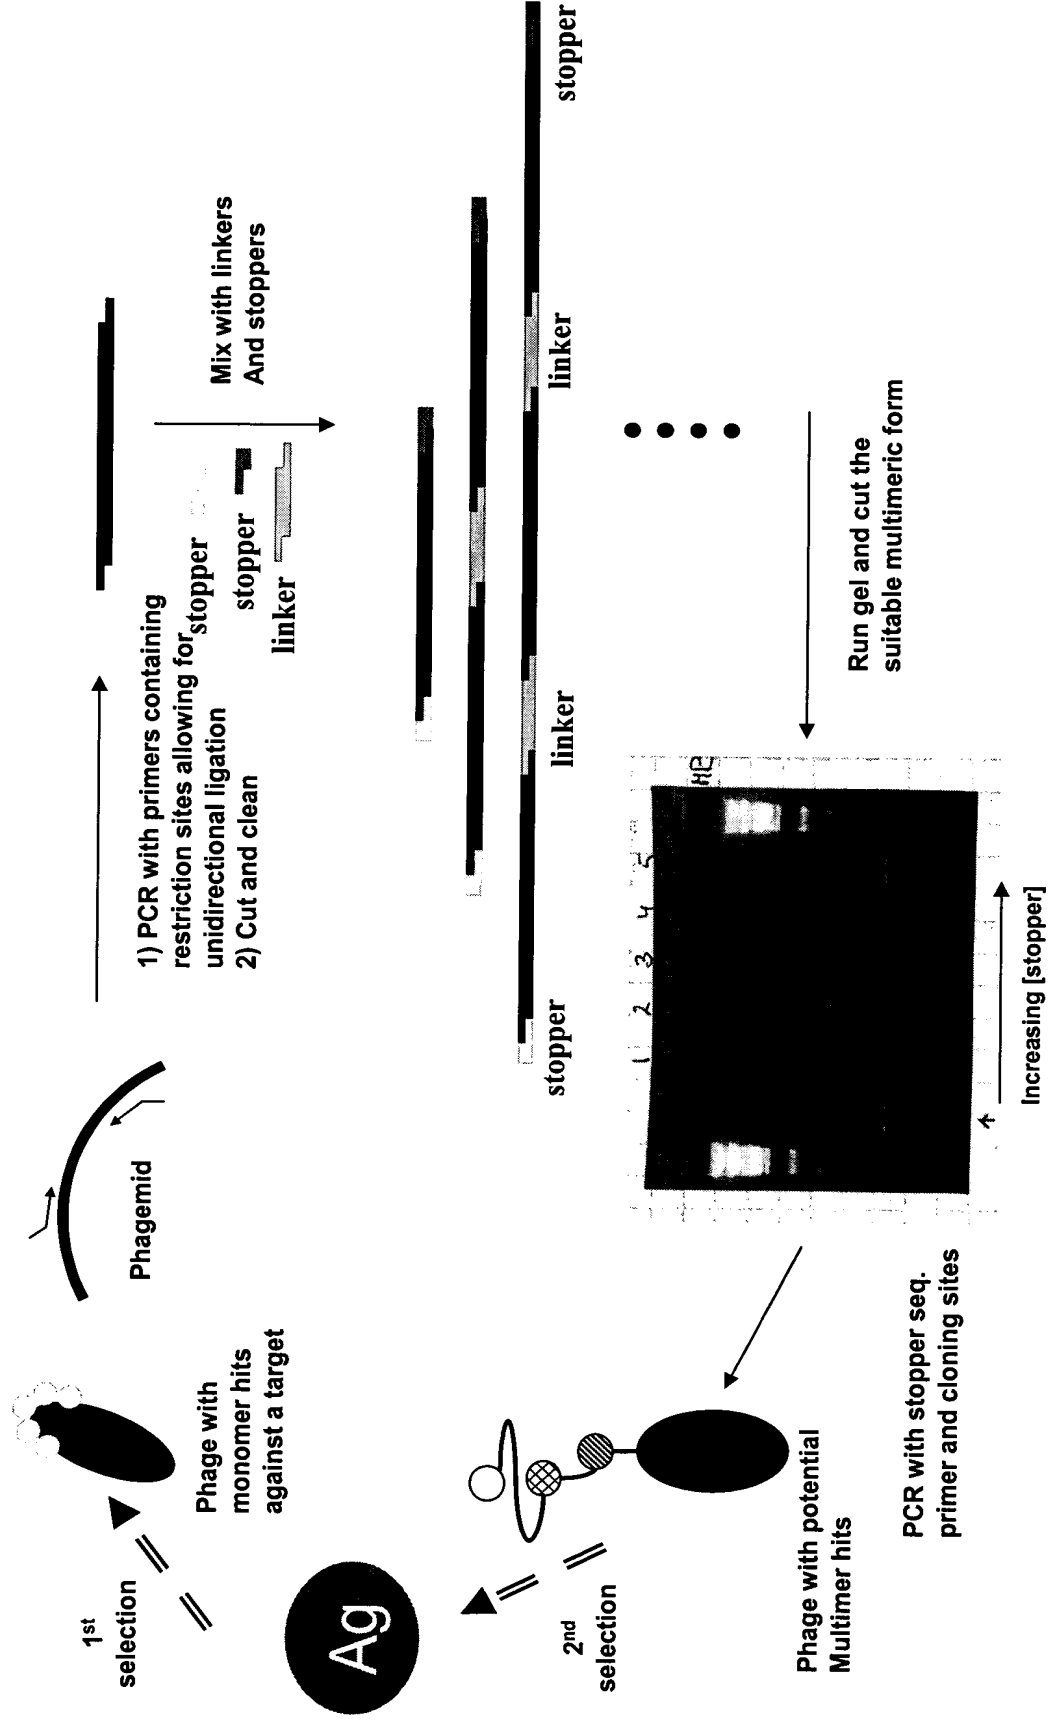 1st
selection
Phage with
monomer hits
against a target
Phagemid
1) PCR with primers containing
restriction sites allowing for
unidirectional ligation
2) Cut and clean
stopper
stopper
linker
Mix with linkers
And stoppers
stopper
linker
linker
stopper
Run gel and cut the
suitable multimeric form
1 2 3 4 5
Increasing [stopper]
PCR with stopper seq.
primer and cloning sites
Phage with potential
Multimer hits
2nd
selection
Ag